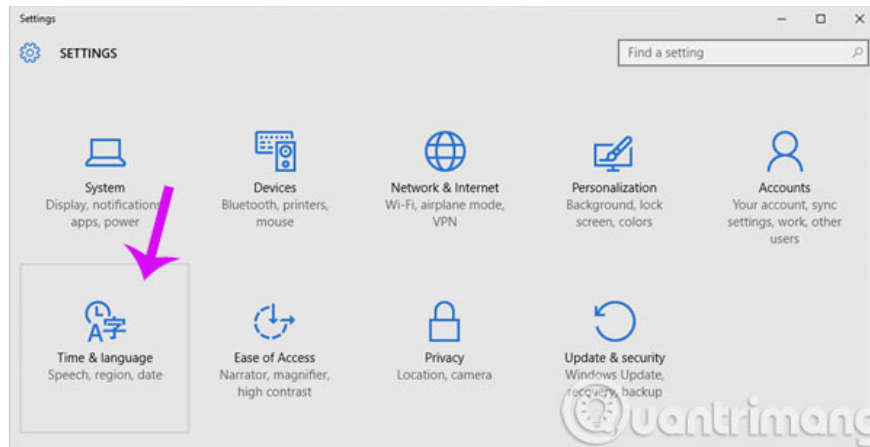 Settings
SETTINGS
Find a setting
System
Display, notifications,
apps, power
Devices
Bluetooth, printers,
mouse
Network & Internet
Wi-Fi, airplane mode,
VPN
Personalization
Background, lock
screen, colors
Accounts
Your account, sync
settings, work, other
users
Time & language
Speech, region, date
Ease of Access
Narrator, magnifier,
high contrast
Privacy
Location, camera
Update & security
Windows Update,
recovery, backup
Quantrimang